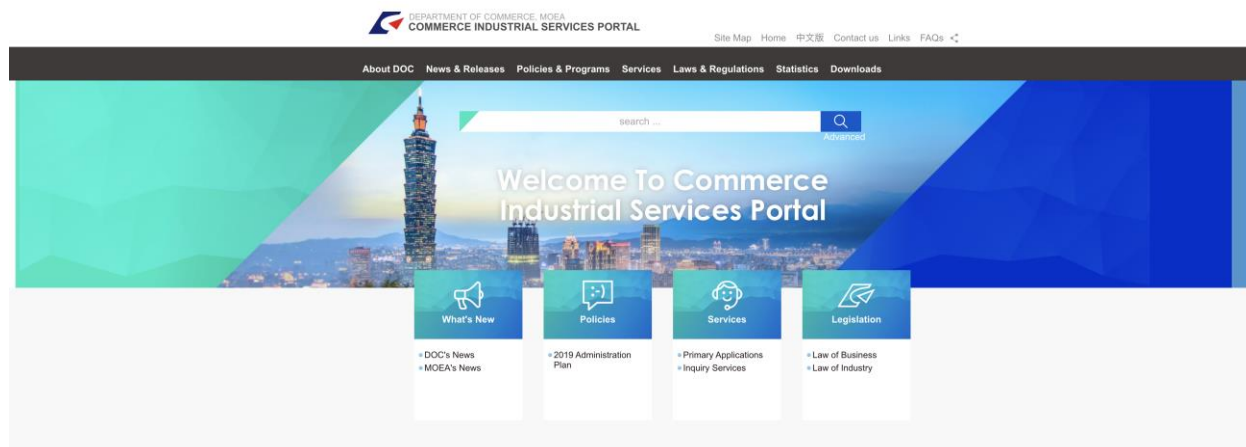 DEPARTMENT OF COMMERCE, MOEA
COMMERCE INDUSTRIAL SERVICES PORTAL
Site Map Home 中文版 Contact us Links FAQs
About DOC News & Releases Policies & Programs Services Laws & Regulations Statistics Downloads
search ...
Advanced
Welcome To Commerce
Industrial Services Portal
What's New
DOC's News
MOEA's News
:-)
Policies
2019 Administration
Plan
Services
Primary Applications
Inquiry Services
Legislation
Law of Business
Law of Industry